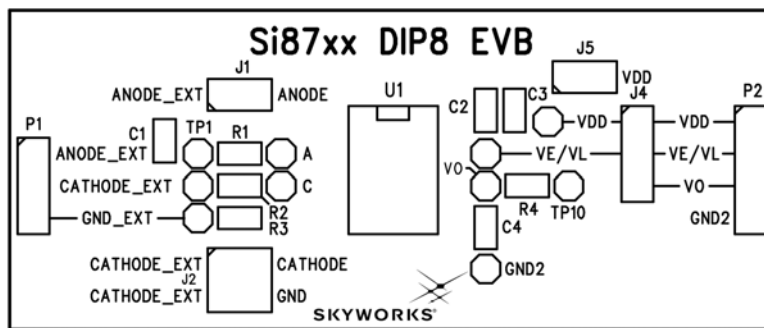 Si87xx DIP8 EVB
J1
J5
ANODE_EXT
ANODE
U1
C2
C3
VDD
J4
P2
P1
C1
TP1
R1
VDD
VDD
ANODE_EXT
A
VE/VL
VE/VL
CATHODE_EXT
C
VO
VO
R2
R4
TP10
GND_EXT
R3
C4
GND2
CATHODE_EXT
CATHODE
GND2
J2
CATHODE_EXT
GND
SKYWORKS®